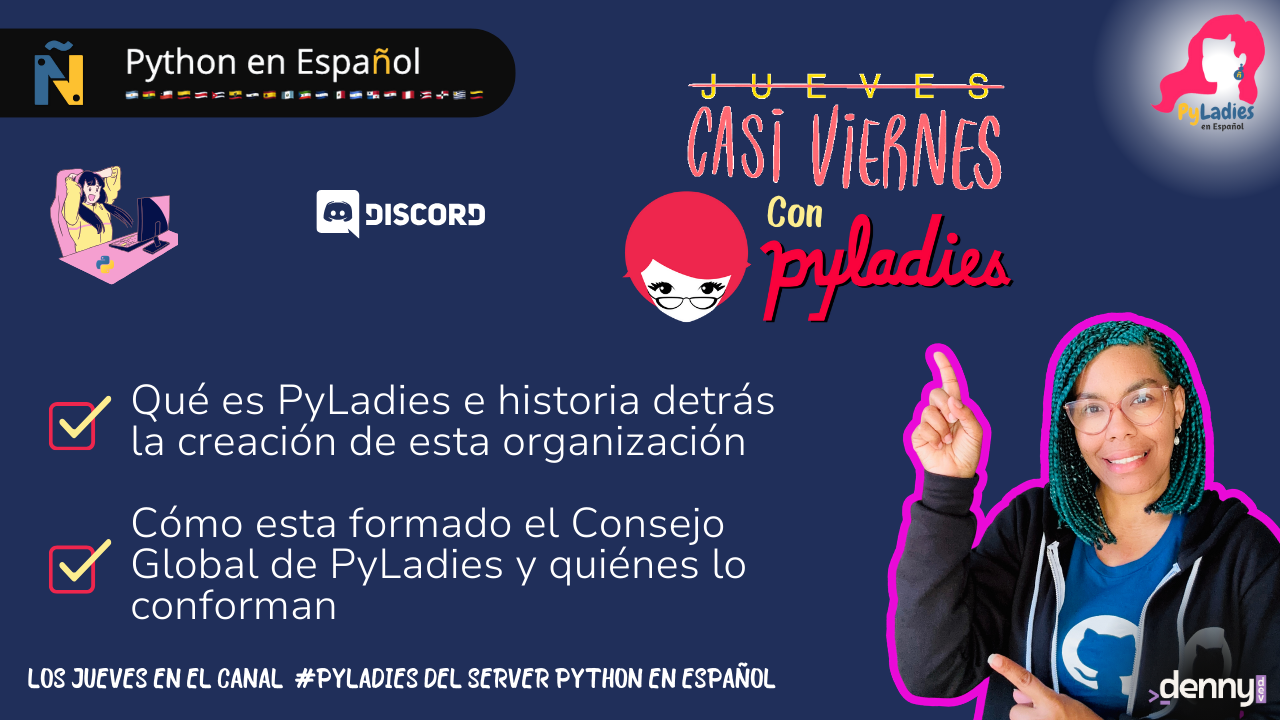 Python en Español
JUEVES
CASI VIERNES
Con
pyladies
PyLadies
en Español
DISCORD
Qué es PyLadies e historia detrás
la creación de esta organización
Cómo esta formado el Consejo
Global de PyLadies y quiénes lo
conforman
LOS JUEVES EN EL CANAL #PYLADIES DEL SERVER PYTHON EN ESPAÑOL
>_denny dev